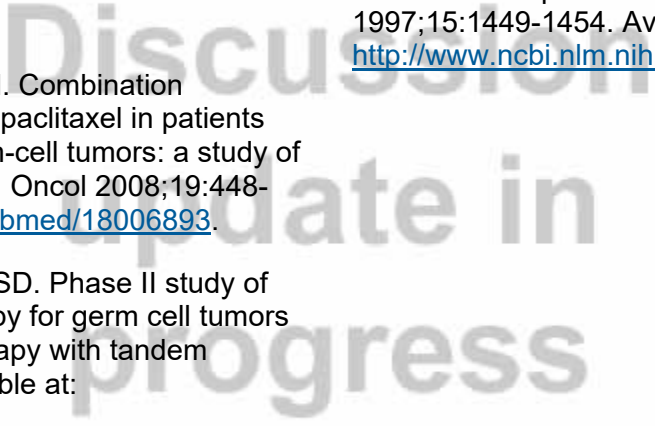 . Combination
paclitaxel in patients
-cell tumors: a study of
Oncol 2008;19:448-
bmed/18006893.
SD. Phase II study of
by for germ cell tumors
apy with tandem
ble at:
1997;15:1449-1454. Av
http://www.ncbi.nlm.nih
Discussion
update in
progress